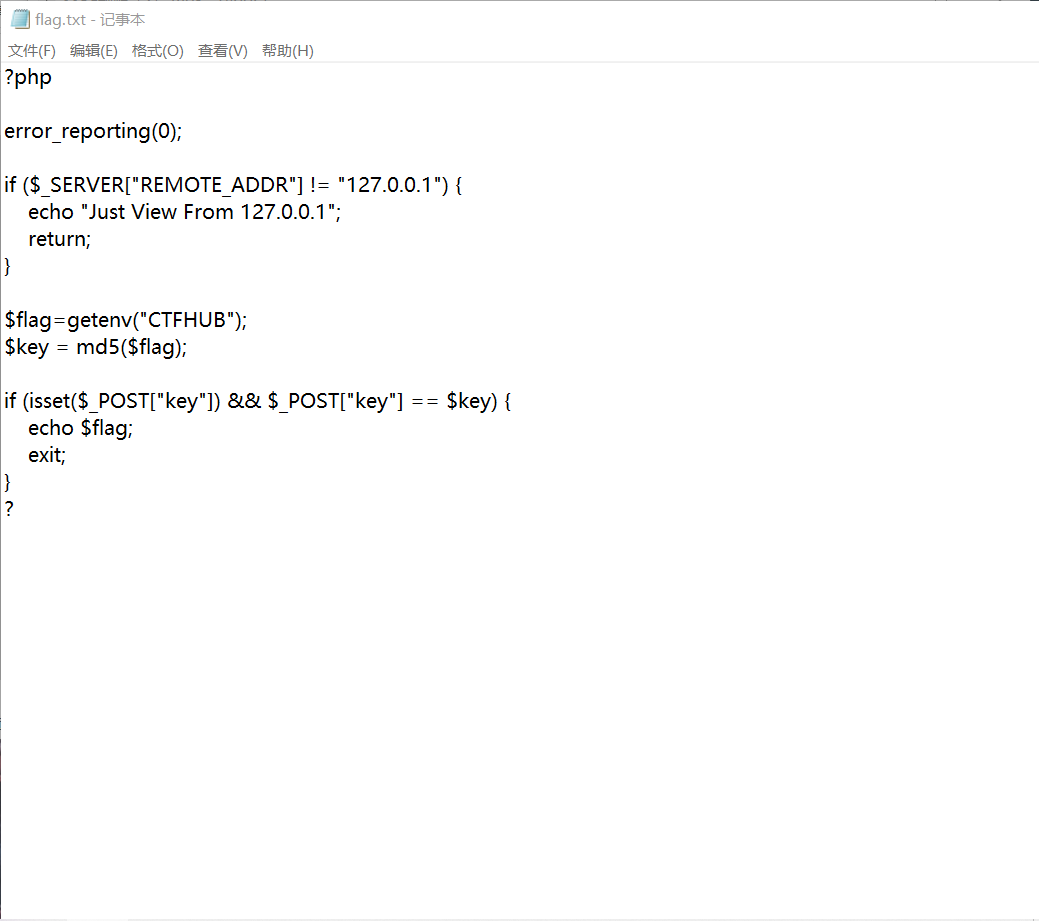 flag.txt - 记事本
文件(F) 编辑(E) 格式(O) 查看(V) 帮助(H)
?php
error_reporting(0);
if ($_SERVER["REMOTE_ADDR"] != "127.0.0.1") {
echo "Just View From 127.0.0.1";
return;
}
$flag=getenv("CTFHUB");
$key = md5($flag);
if (isset($_POST["key"]) && $_POST["key"] == $key) {
echo $flag;
exit;
}
?